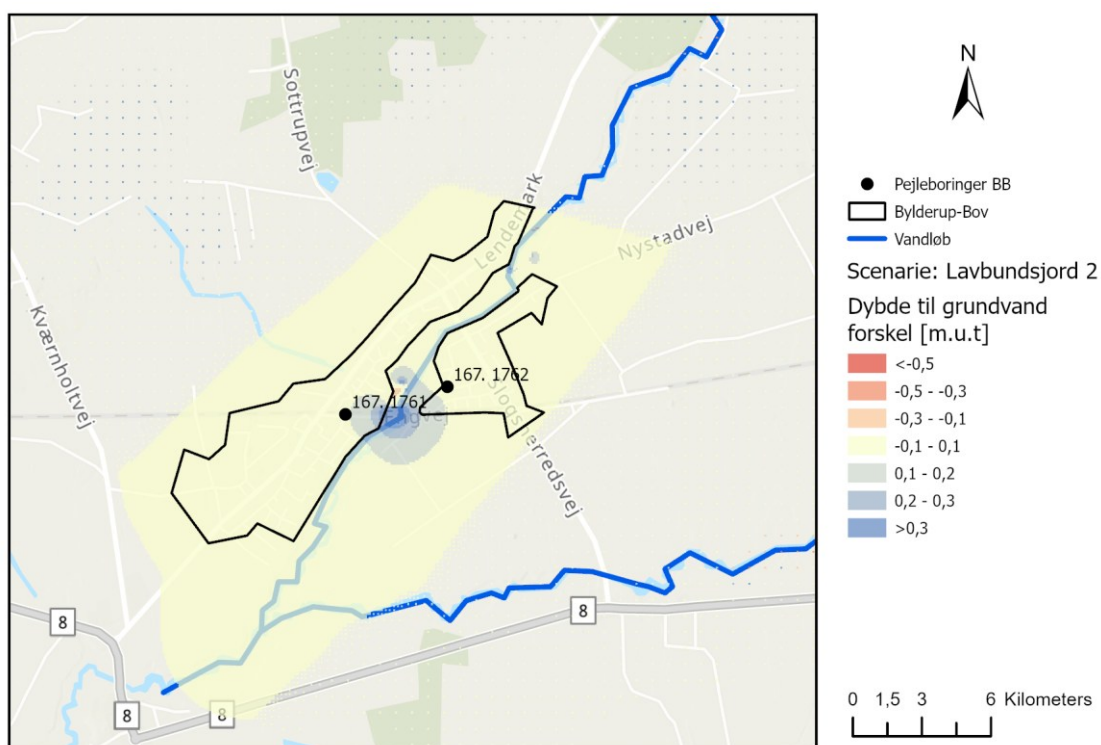 Sottrupvej
Lendemark
Nystadvej
Kværnholtvej
167. 1762
167. 1761
Engvej
Slogsherredsvej
8
8
8
8
N
Pejleboringer BB
Bylderup-Bov
Vandløb
Scenarie: Lavbundsjord 2
Dybde til grundvand
forskel [m.u.t]
<-0,5
-0,5 - -0,3
-0,3 - -0,1
-0,1 - 0,1
0,1 - 0,2
0,2 - 0,3
>0,3
0 1,5 3 6 Kilometers